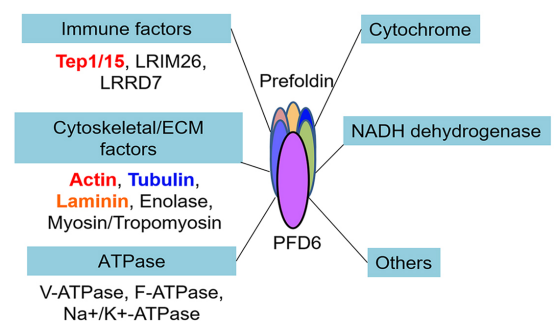 Immune factors
Tep1/15, LRIM26,
LRRD7
Cytoskeletal/ECM
factors
Actin, Tubulin,
Laminin, Enolase,
Myosin/Tropomyosin
ATPase
V-ATPase, F-ATPase,
Na+/K+-ATPase
Prefoldin
PFD6
Cytochrome
NADH dehydrogenase
Others